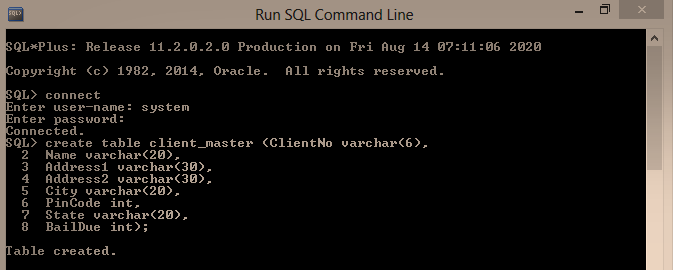 Run SQL Command Line
SQL*Plus: Release 11.2.0.2.0 Production on Fri Aug 14 07:11:06 2020
Copyright (c) 1982, 2014, Oracle.  All rights reserved.
SQL> connect
Enter user-name: system
Enter password:
Connected.
SQL> create table client_master (ClientNo varchar(6),
  2  Name varchar(20),
  3  Address1 varchar(30),
  4  Address2 varchar(30),
  5  City varchar(20),
  6  PinCode int,
  7  State varchar(20),
  8  BailDue int);
Table created.